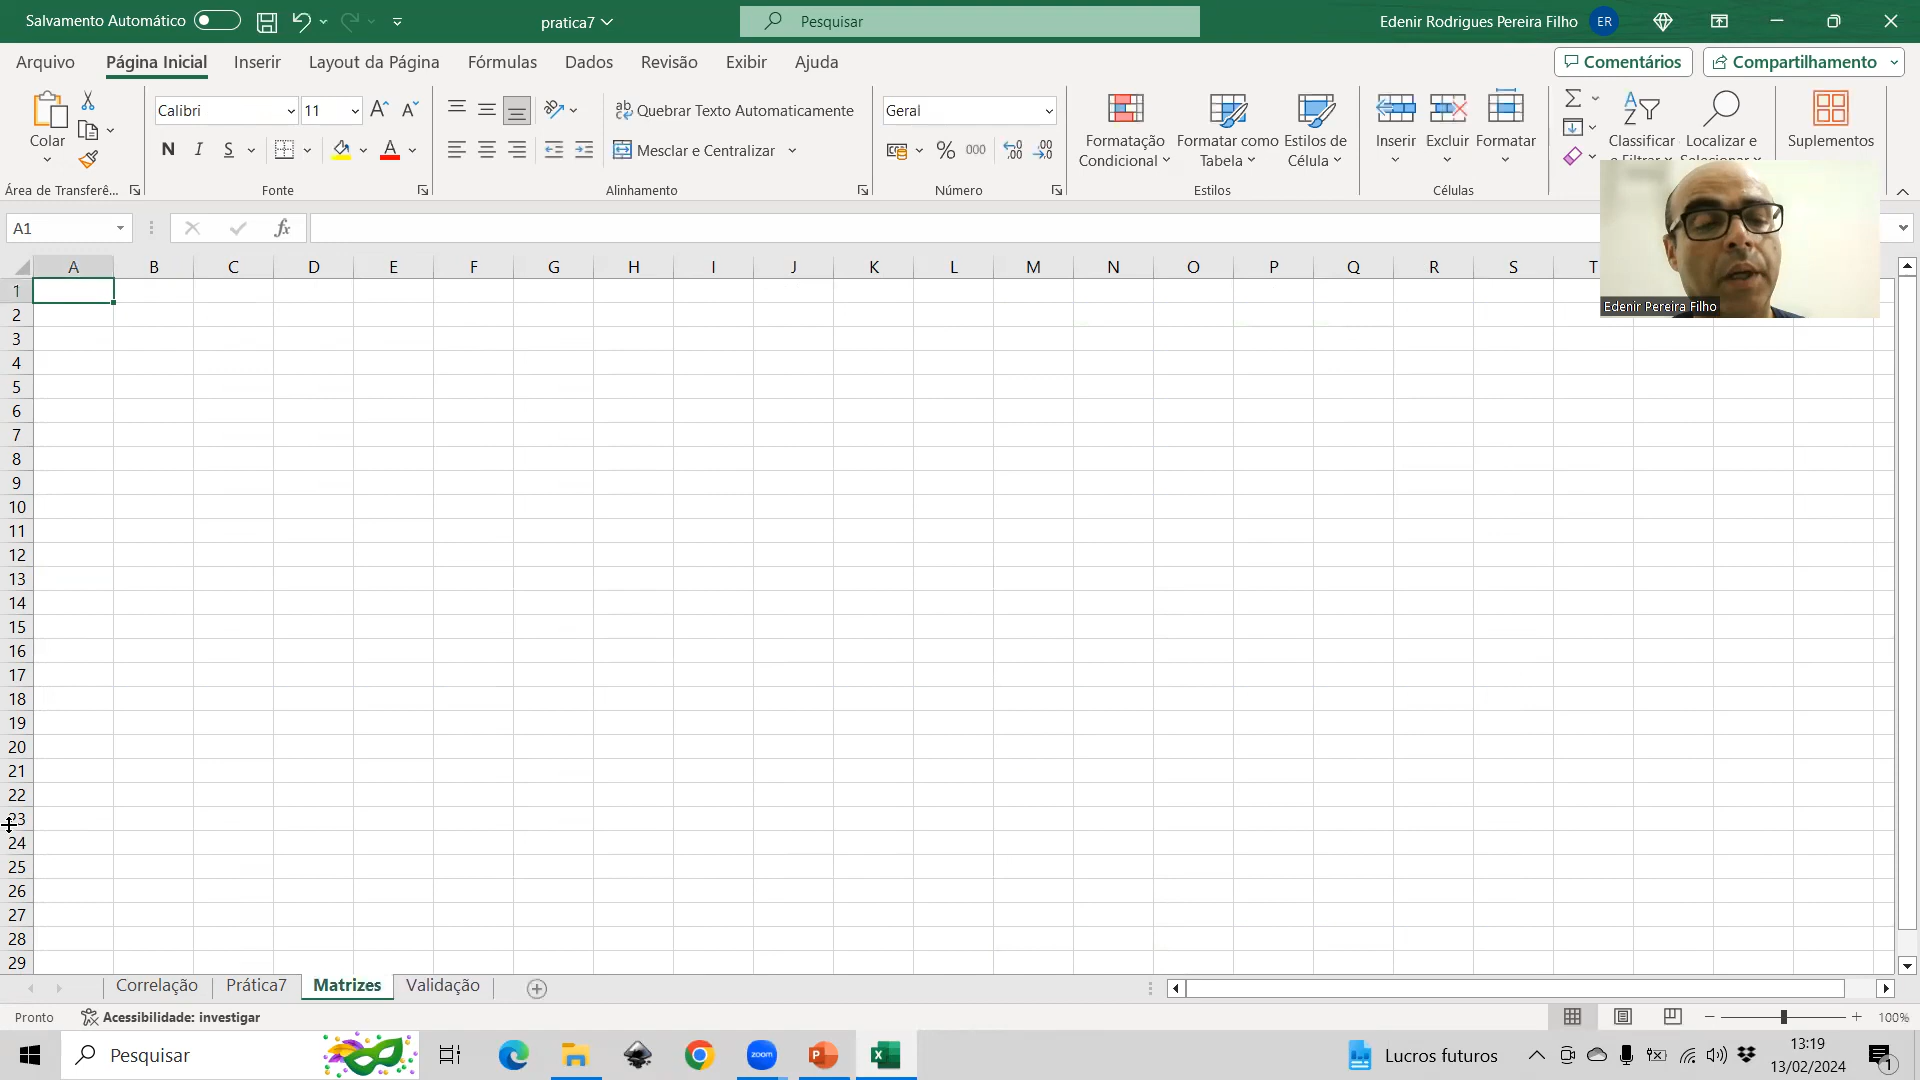 Salvamento Automático
pratica7
Pesquisar
Edenir Rodrigues Pereira Filho
ER
Arquivo
Página Inicial
Inserir
Layout da Página
Fórmulas
Dados
Revisão
Exibir
Ajuda
Comentários
Compartilhamento
Colar
Calibri
11
N I S
A
Quebrar Texto Automaticamente
Mesclar e Centralizar
Geral
% 000
Formatação Condicional
Formatar como Tabela
Estilos de Célula
Inserir
Excluir
Formatar
Classificar
Localizar e
Suplementos
Área de Transferê...
Fonte
Alinhamento
Número
Estilos
Células
A1
fx
A B C D E F G H I J K L M N O P Q R S T
Edenir Pereira Filho
1
2
3
4
5
6
7
8
9
10
11
12
13
14
15
16
17
18
19
20
21
22
23
24
25
26
27
28
29
Correlação
Prática7
Matrizes
Validação
Pronto
Acessibilidade: investigar
100%
Pesquisar
zoom
Lucros futuros
13:19
13/02/2024
1